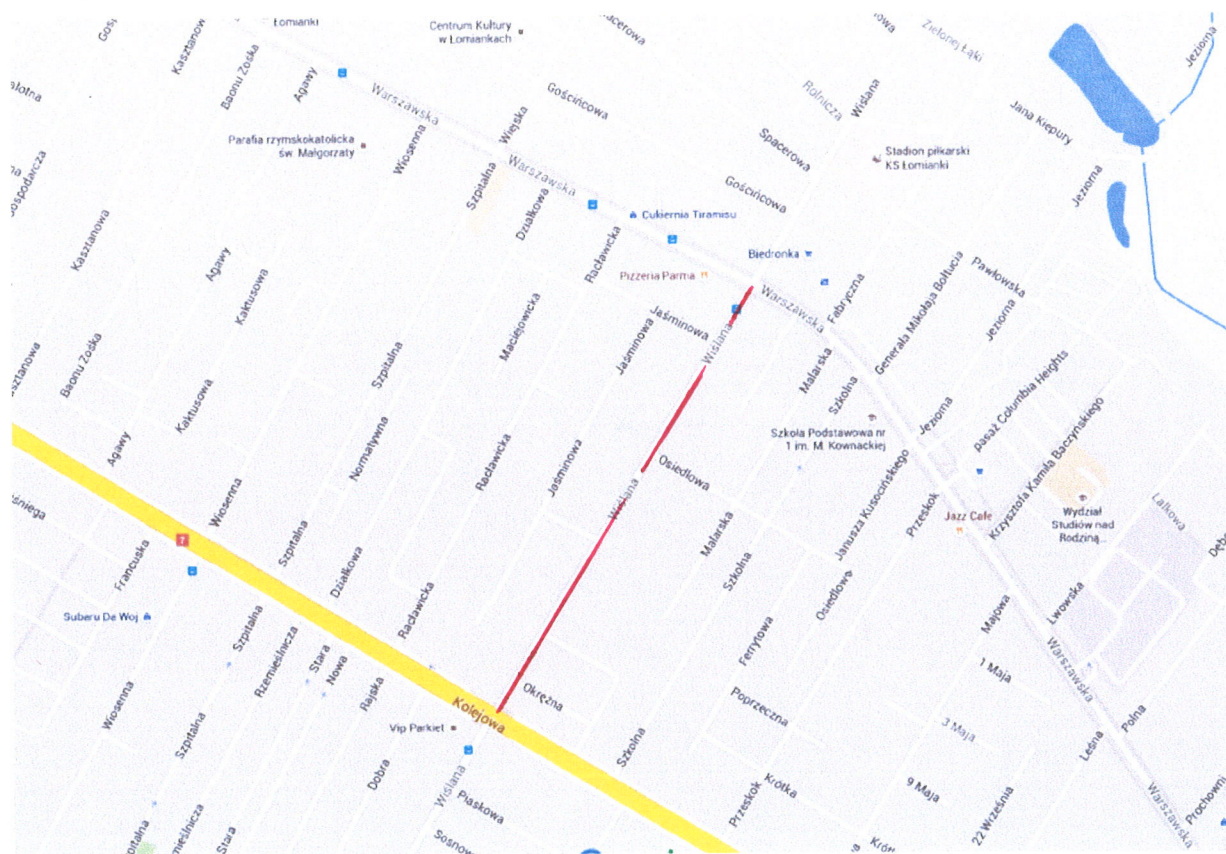 Łomianki
Centrum Kultury
w Łomiankach
Zielonej Łąki
Jeziorna
Kasztanowa
Baonu Zośka
Agawy
Warszawska
Gościńcowa
Rolnicza
Wiślana
Jana Kiepury
Parafia rzymskokatolicka
św. Małgorzaty
Wiosenna
Wiejska
Spacerowa
Stadion piłkarski
KS Łomianki
Warszawska
Szpitalna
Gościńcowa
Jeziorna
Kasztanowa
Działkowa
Cukiernia Tiramisu
Racławicka
Agawy
Kaktusowa
Pizzeria Parma
Biedronka
Warszawska
Fabryczna
Generała Mikołaja Bołtucia
Pawłowska
Jeziorna
Baonu Zośka
Szpitalna
Maciejowicka
Jaśminowa
Jaśminowa
Wiślana
Malarska
Szkolna
Kaktusowa
Szkoła Podstawowa nr
1 im. M. Kownackiej
Jeziorna
pasaż Columbia Heights
Krzysztofa Kamila Baczyńskiego
Agawy
Normatywna
Racławicka
Jaśminowa
Osiedlowa
Wiślana
Janusza Kusocińskiego
Przeskok
Jazz Cafe
Wydział
Studiów nad
Rodziną...
Lalkowa
Wiosenna
Francuska
Szpitalna
Działkowa
Malarska
Szkolna
7
Subaru De Woj
Szpitalna
Rzemieślnicza
Stara
Nowa
Racławicka
Osiedlowa
Majowa
Lwowska
Warszawska
Wiosenna
Szpitalna
Rajska
Kolejowa
Okrężna
Ferrytowa
Poprzeczna
1 Maja
3 Maja
Polna
Leśna
Vip Parkiet
Dobra
Wiślana
Szkolna
Piaskowa
Przeskok
Krótka
9 Maja
22 Września
Warszawska
Stara